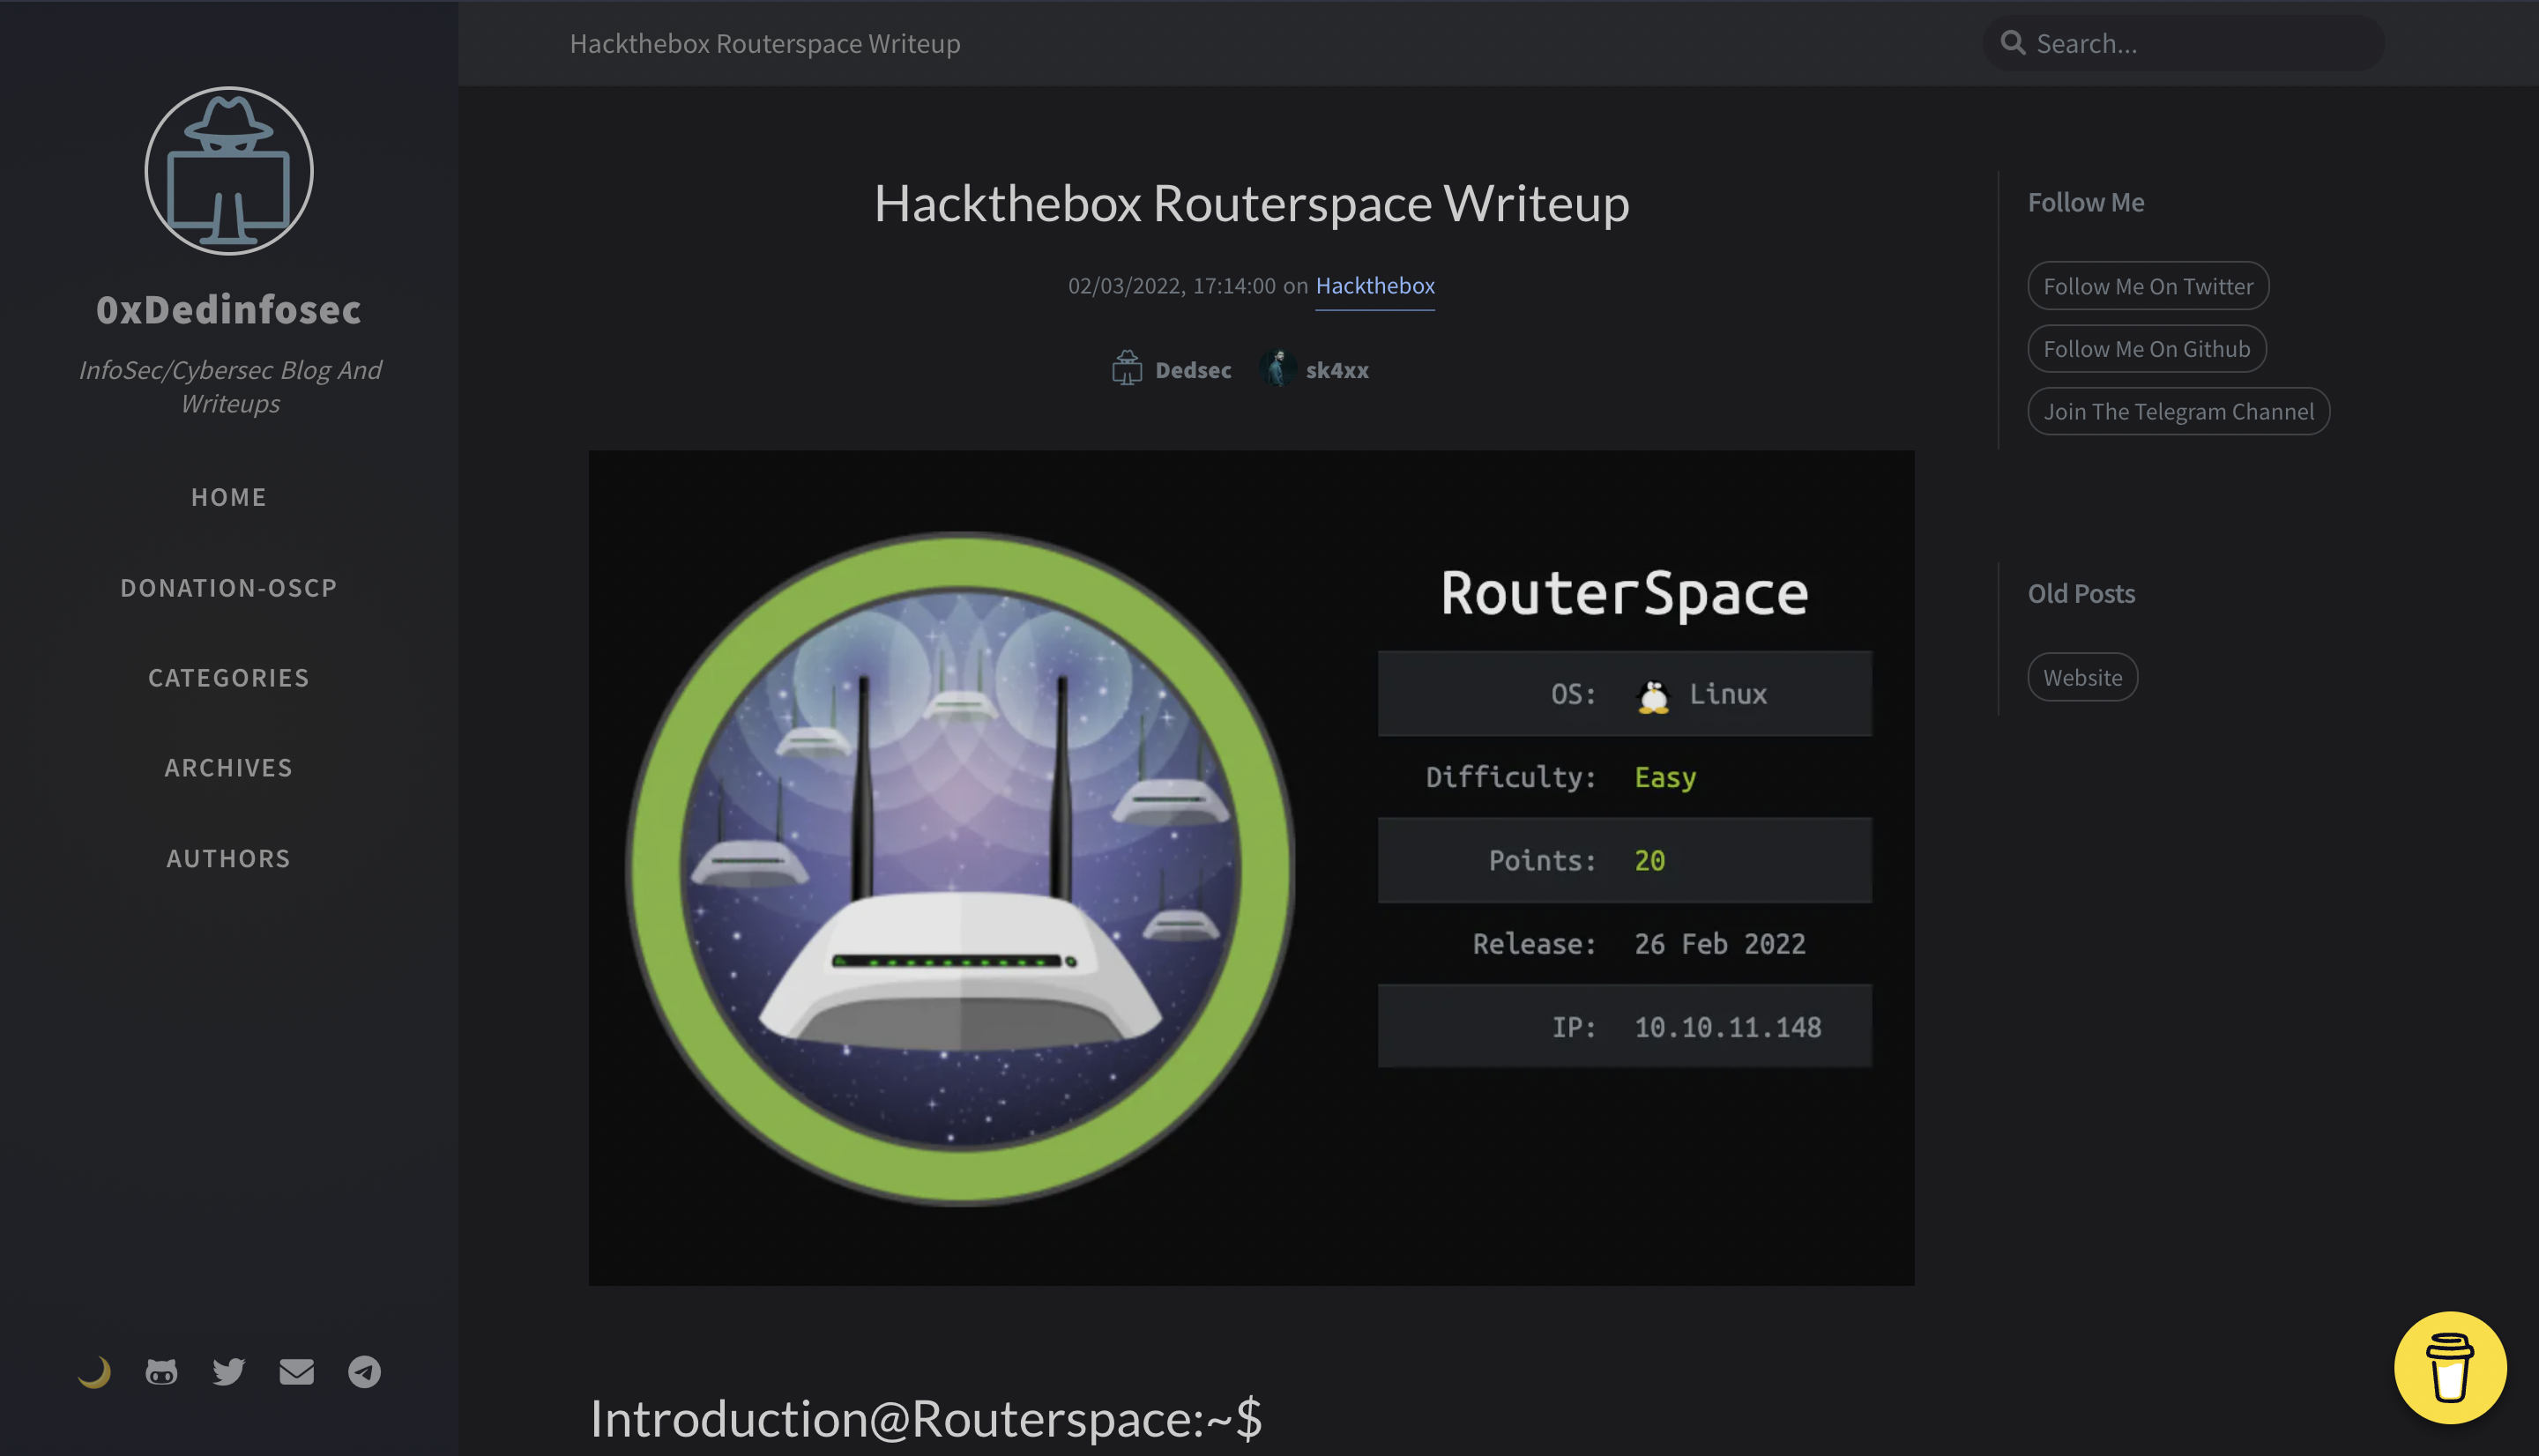 Hackthebox Routerspace Writeup
Search...
0xDedinfosec
InfoSec/Cybersec Blog And
Writeups
HOME
DONATION-OSCP
CATEGORIES
ARCHIVES
AUTHORS
Hackthebox Routerspace Writeup
02/03/2022, 17:14:00 on Hackthebox
Dedsec sk4xx
RouterSpace
OS: Linux
Difficulty: Easy
Points: 20
Release: 26 Feb 2022
IP: 10.10.11.148
Introduction@Routerspace:~$
Follow Me
Follow Me On Twitter
Follow Me On Github
Join The Telegram Channel
Old Posts
Website